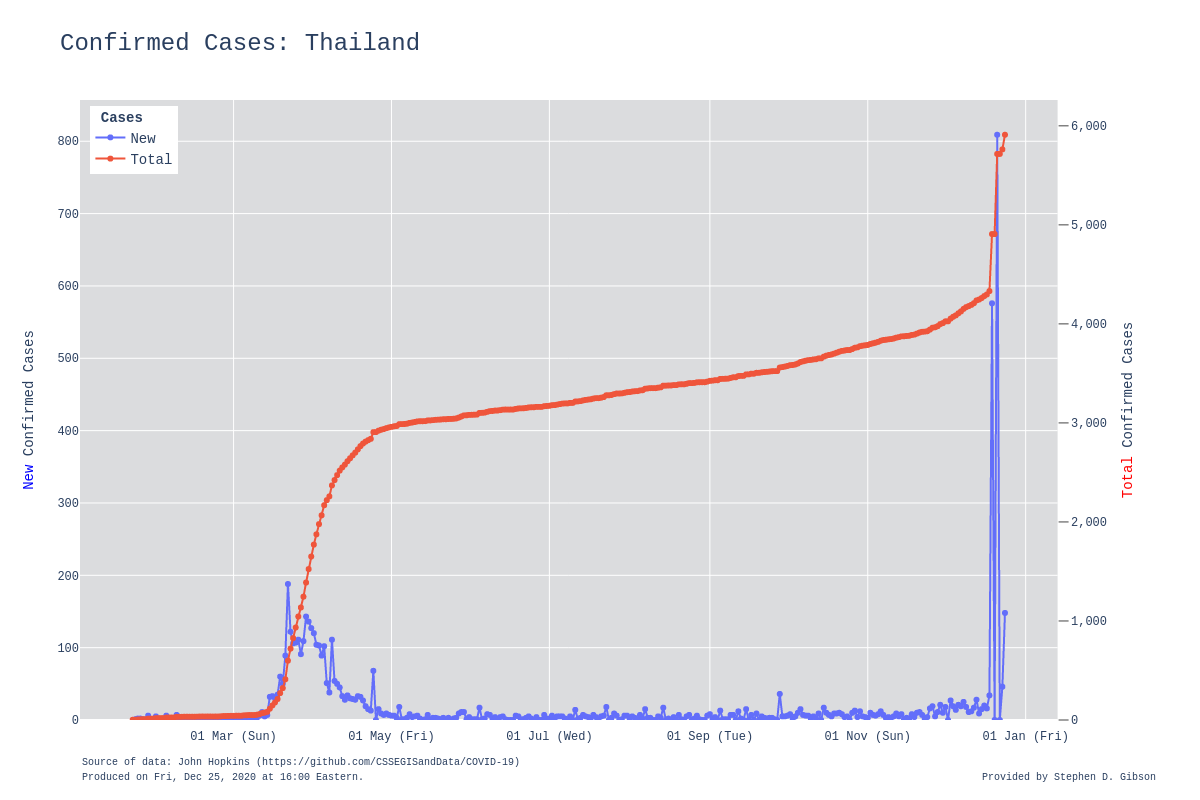 Confirmed Cases: Thailand
Cases
New
Total
800
700
600
500
400
300
200
100
0
6,000
5,000
4,000
3,000
2,000
1,000
0
New Confirmed Cases
Total Confirmed Cases
01 Mar (Sun)
01 May (Fri)
01 Jul (Wed)
01 Sep (Tue)
01 Nov (Sun)
01 Jan (Fri)
Source of data: John Hopkins (https://github.com/CSSEGISandData/COVID-19)
Produced on Fri, Dec 25, 2020 at 16:00 Eastern.
Provided by Stephen D. Gibson